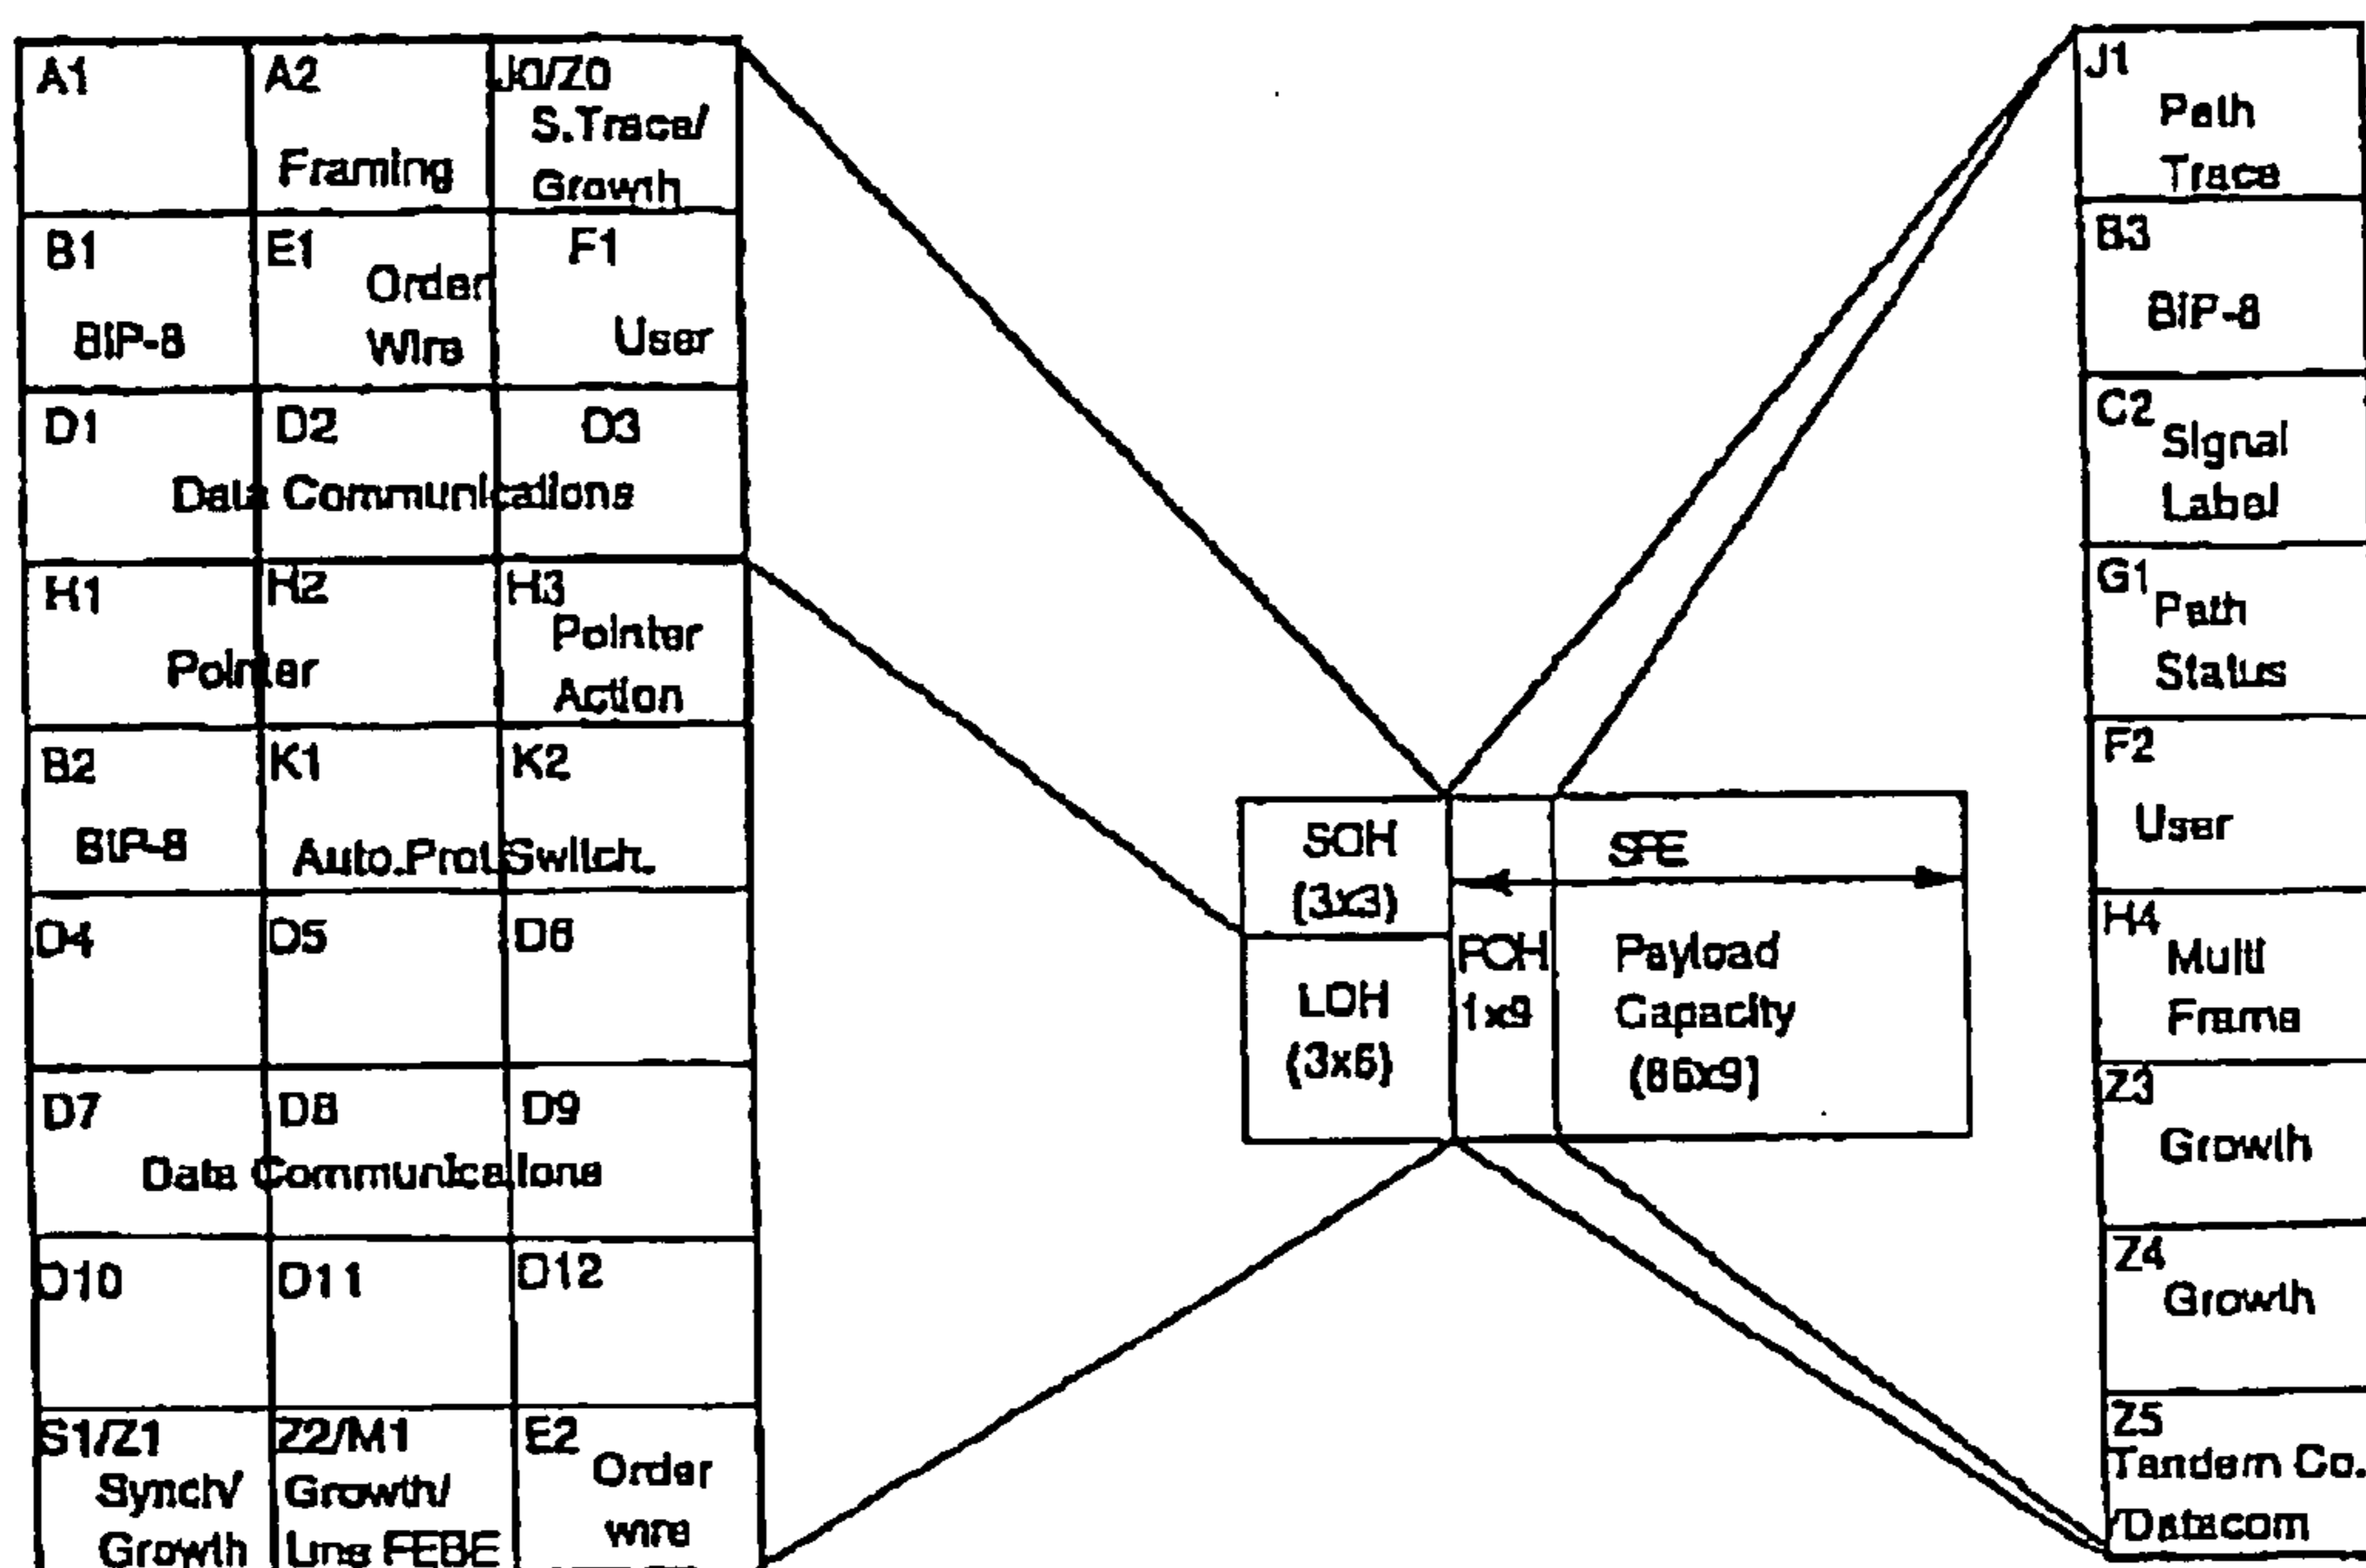 A1
A2
Framing
J0/Z0
S.Trace/
Growth
B1
BIP-8
E1
Order
Wire
F1
User
D1
D2
D3
Data Communications
H1
H2
Pointer
H3
Pointer
Action
B2
BIP-8
K1
K2
Auto.Prot.Switch.
D4
D5
D6
D7
D8
D9
Data Communications
D10
D11
D12
S1/Z1
Synch/
Growth
Z2/M1
Growth/
Line FEBE
E2
Order
wire
SOH
(3x3)
LOH
(3x6)
POH
1x9
SPE
Payload
Capacity
(86x9)
J1
Path
Trace
B3
BIP-8
C2
Signal
Label
G1
Path
Status
F2
User
H4
Multi
Frame
Z3
Growth
Z4
Growth
Z5
Tandem Co.
/Datacom